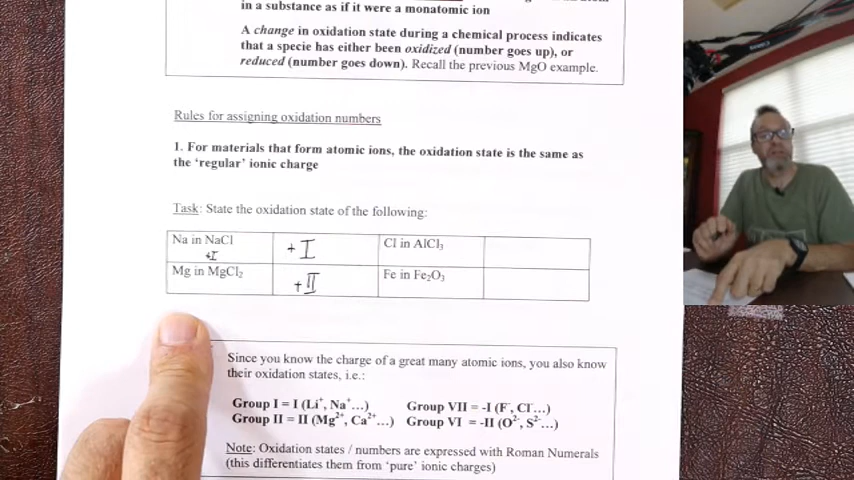 in a substance as if it were a monatomic ion
A change in oxidation state during a chemical process indicates
that a specie has either been oxidized (number goes up), or
reduced (number goes down). Recall the previous MgO example.
Rules for assigning oxidation numbers
1. For materials that form atomic ions, the oxidation state is the same as
the 'regular' ionic charge
Task: State the oxidation state of the following:
Na in NaCl +I Cl in AlCl₃
+I
Mg in MgCl₂ +II Fe in Fe₂O₃
Since you know the charge of a great many atomic ions, you also know
their oxidation states, i.e.:
Group I = I (Li⁺, Na⁺…) Group VII = -I (F⁻, Cl⁻…)
Group II = II (Mg²⁺, Ca²⁺…) Group VI = -II (O²⁻, S²⁻…)
Note: Oxidation states / numbers are expressed with Roman Numerals
(this differentiates them from 'pure' ionic charges)